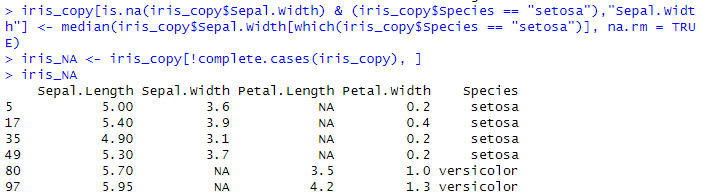 > iris_copy[is.na(iris_copy$Sepal.Width) & (iris_copy$Species == "setosa"),"Sepal.Widt
h"] <- median(iris_copy$Sepal.Width[which(iris_copy$Species == "setosa")], na.rm = TRU
E)
> iris_NA <- iris_copy[!complete.cases(iris_copy), ]
> iris_NA
Sepal.Length Sepal.Width Petal.Length Petal.Width Species
5 5.00 3.6 NA 0.2 setosa
17 5.40 3.9 NA 0.4 setosa
35 4.90 3.1 NA 0.2 setosa
49 5.30 3.7 NA 0.2 setosa
80 5.70 NA 3.5 1.0 versicolor
97 5.95 NA 4.2 1.3 versicolor